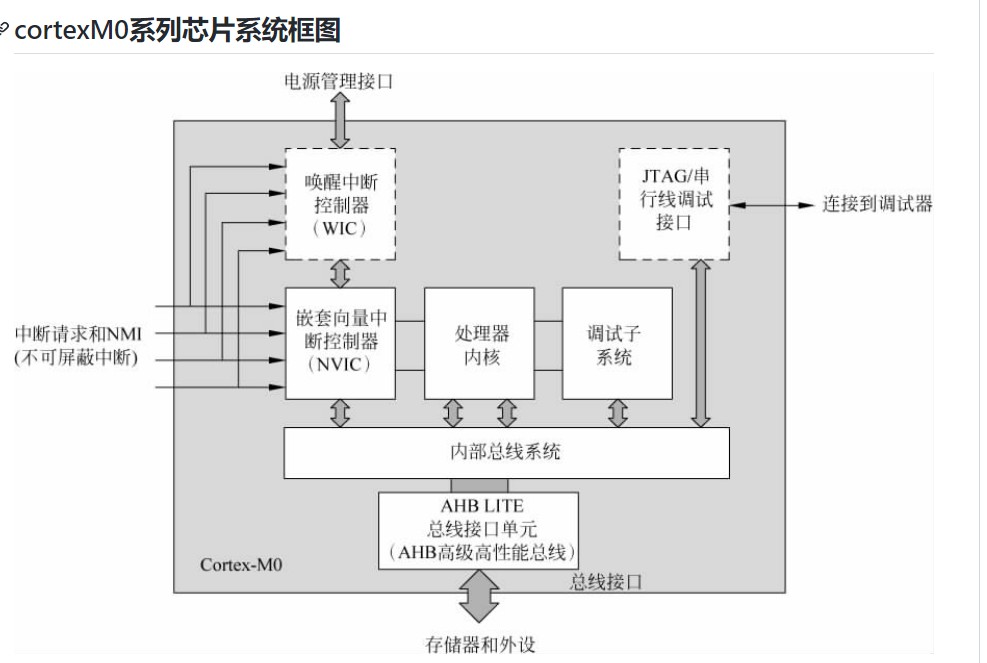 cortexM0系列芯片系统框图
电源管理接口
唤醒中断
控制器
（WIC）
JTAG/串
行线调试
接口
连接到调试器
中断请求和NMI
(不可屏蔽中断)
嵌套向量中
断控制器
（NVIC）
处理器
内核
调试子
系统
内部总线系统
AHB LITE
总线接口单元
（AHB高级高性能总线）
Cortex-M0
总线接口
存储器和外设